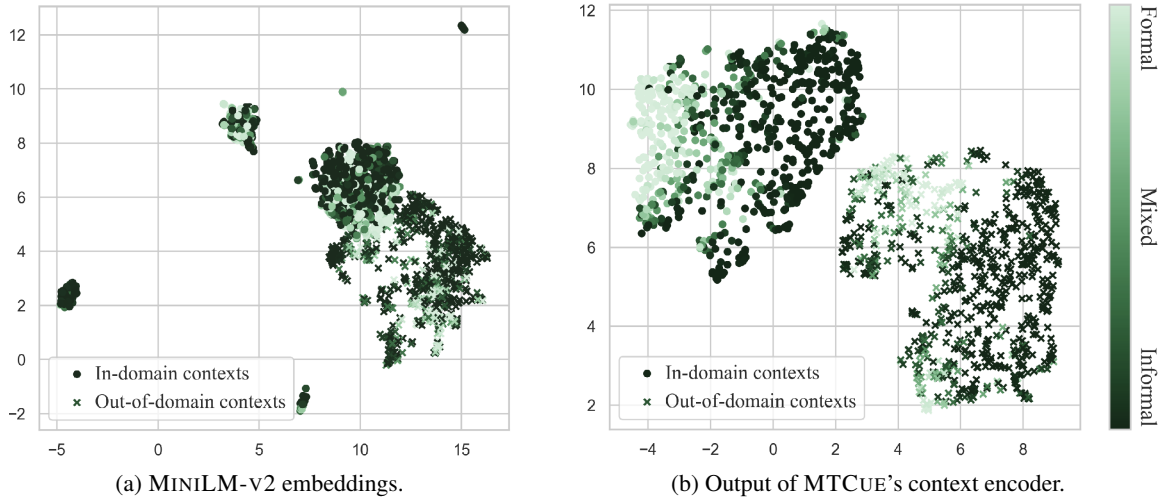 12
10
8
6
4
2
0
−2
−5
0
5
10
15
In-domain contexts
Out-of-domain contexts
(a) MINILM-V2 embeddings.
12
10
8
6
4
2
−4
−2
0
2
4
6
8
In-domain contexts
Out-of-domain contexts
(b) Output of MTCUE's context encoder.
Formal
Mixed
Informal